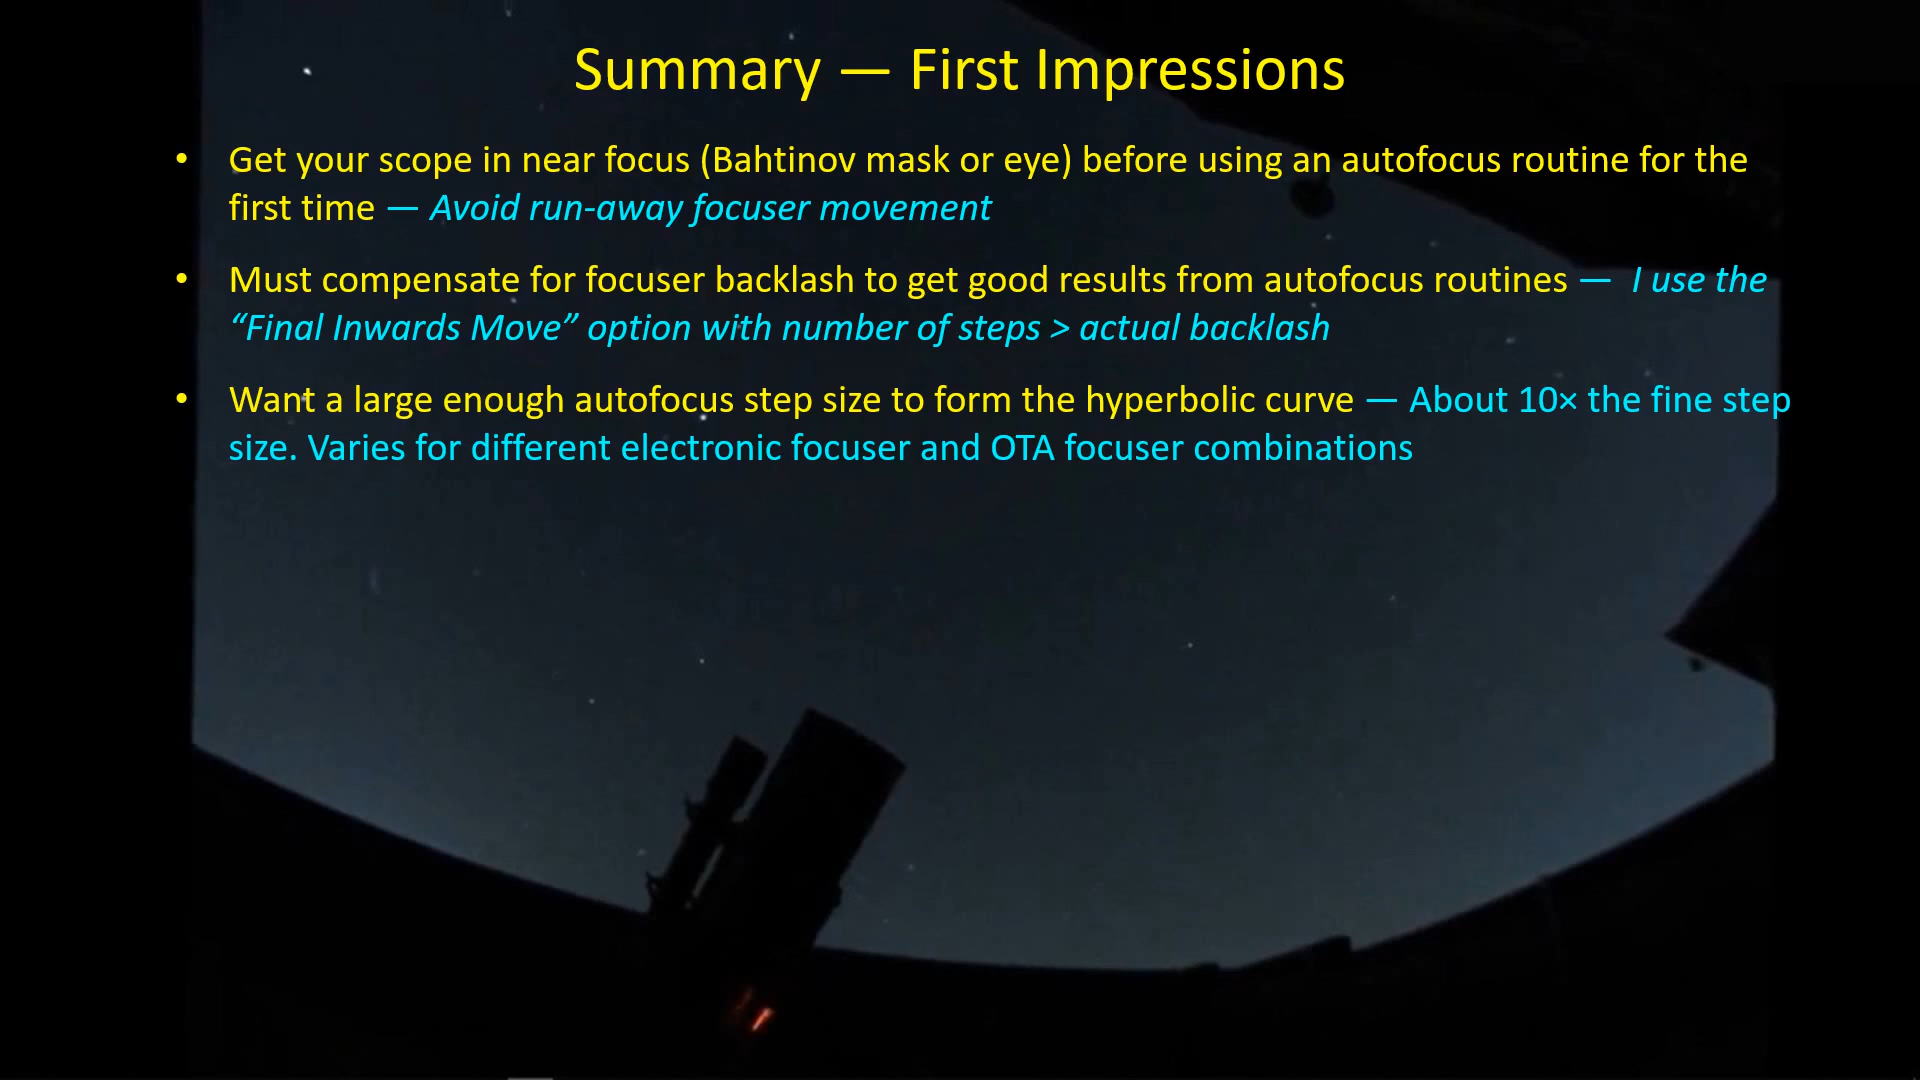 Summary — First Impressions
• Get your scope in near focus (Bahtinov mask or eye) before using an autofocus routine for the
first time — Avoid run-away focuser movement
• Must compensate for focuser backlash to get good results from autofocus routines — I use the
“Final Inwards Move” option with number of steps > actual backlash
• Want a large enough autofocus step size to form the hyperbolic curve — About 10× the fine step
size. Varies for different electronic focuser and OTA focuser combinations